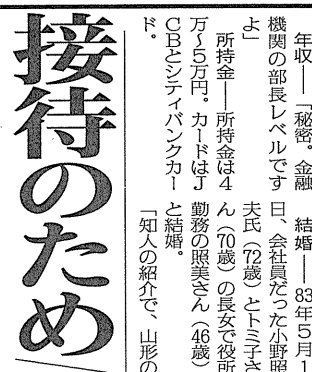 年収――「秘密。金融
機関の部長レベルです
よ」
所持金――所持金は4
万〜5万円。カードはJ
CBとシティバンクカー
ド。
結婚――83年5月1
日、会社員だった小野照
夫氏(72歳)とトミ子さ
ん(70歳)の長女で役所
勤務の照美さん(46歳)
と結婚。
「知人の紹介で、山形の
接待のため